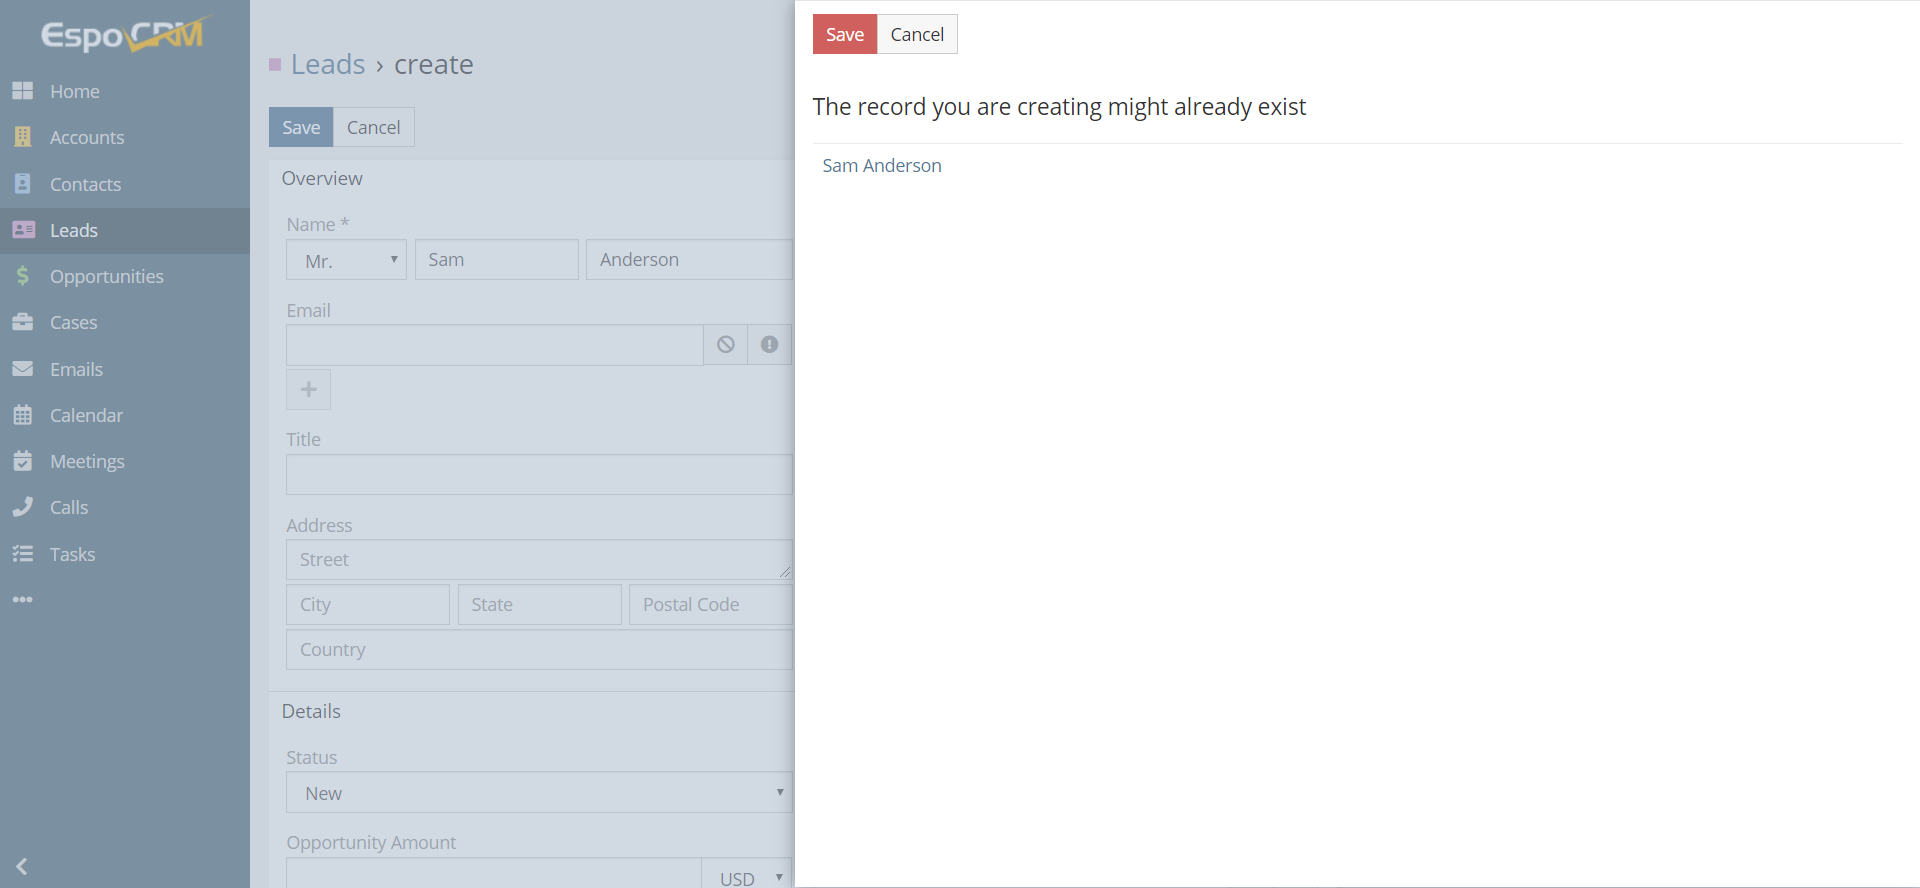 EspoCRM
Home
Accounts
Contacts
Leads
Opportunities
Cases
Emails
Calendar
Meetings
Calls
Tasks
Leads › create
Save Cancel
Overview
Name *
Mr. Sam Anderson
Email
Title
Address
Street
City State Postal Code
Country
Details
Status
New
Opportunity Amount
USD
Save Cancel
The record you are creating might already exist
Sam Anderson